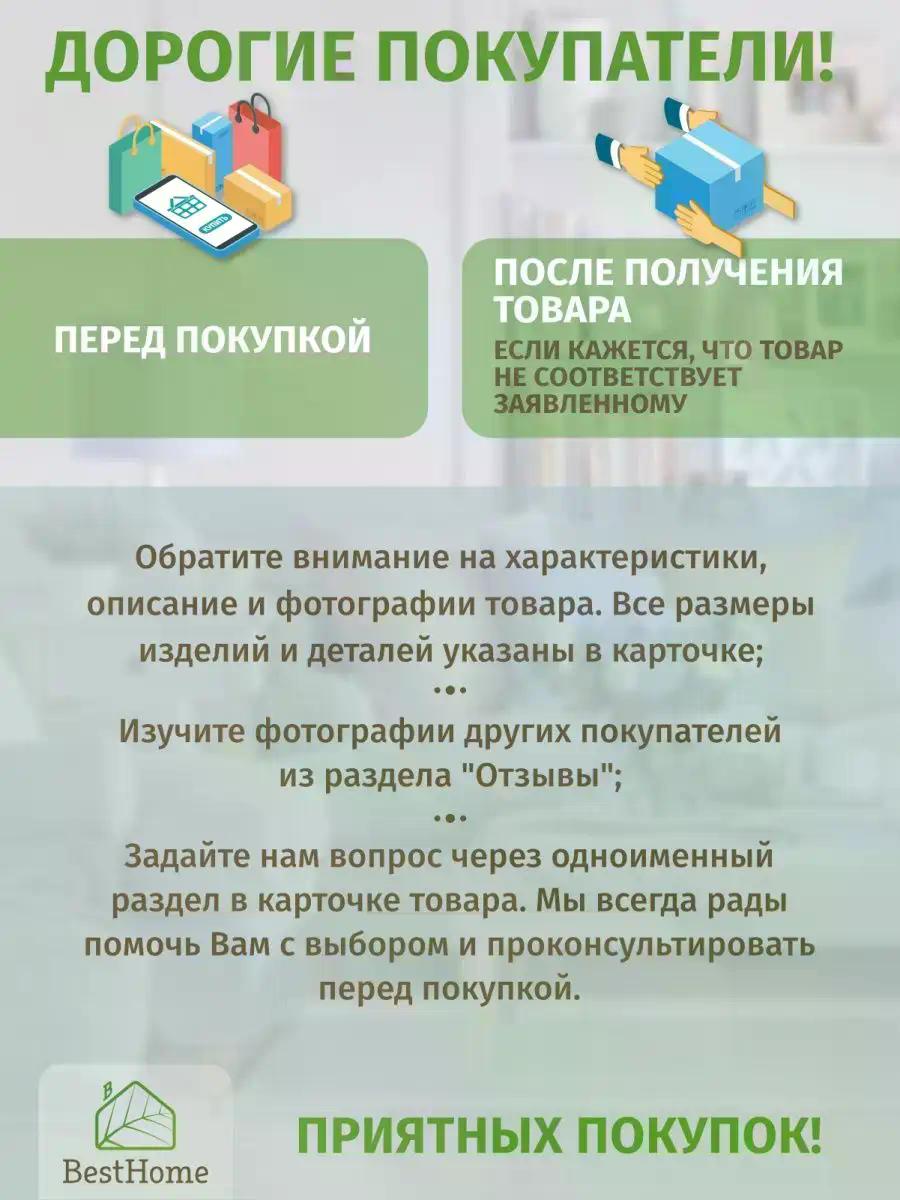 ДОРОГИЕ ПОКУПАТЕЛИ!
КУПИТЬ
ПЕРЕД ПОКУПКОЙ
ПОСЛЕ ПОЛУЧЕНИЯ
ТОВАРА
ЕСЛИ КАЖЕТСЯ, ЧТО ТОВАР
НЕ СООТВЕТСТВУЕТ
ЗАЯВЛЕННОМУ
Обратите внимание на характеристики,
описание и фотографии товара. Все размеры
изделий и деталей указаны в карточке;
Изучите фотографии других покупателей
из раздела "Отзывы";
Задайте нам вопрос через одноименный
раздел в карточке товара. Мы всегда рады
помочь Вам с выбором и проконсультировать
перед покупкой.
B
BestHome
ПРИЯТНЫХ ПОКУПОК!